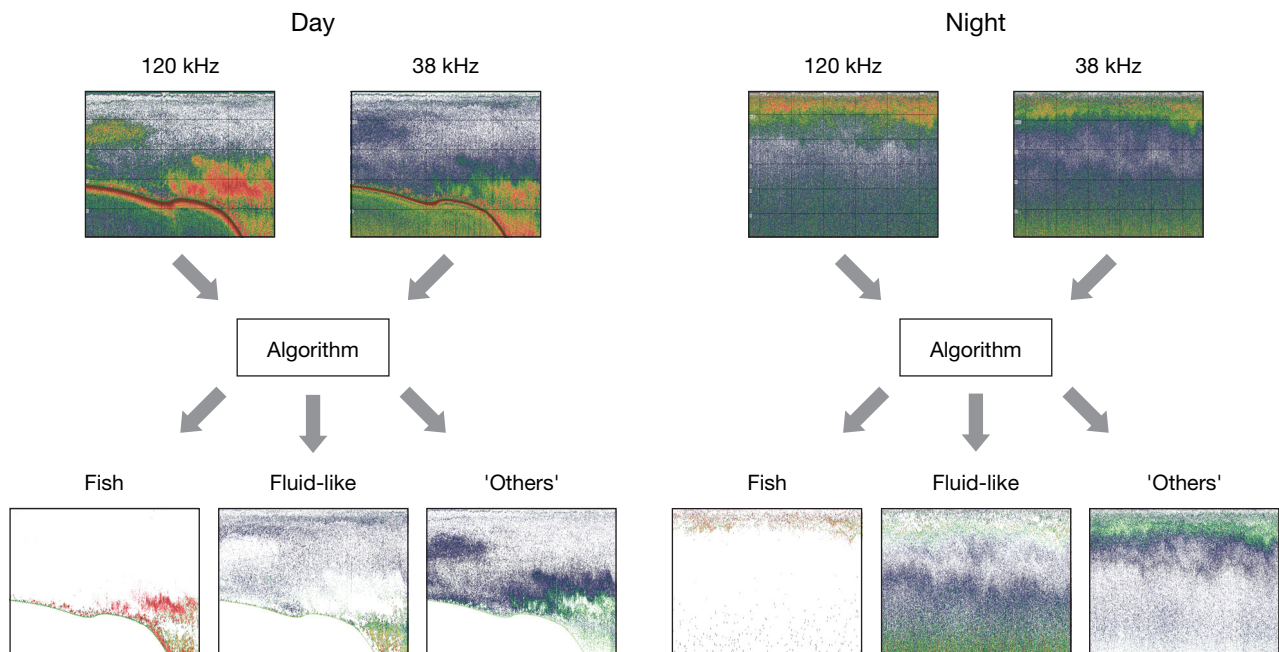 Day
120 kHz
38 kHz
Algorithm
Fish
Fluid-like
'Others'
Night
120 kHz
38 kHz
Algorithm
Fish
Fluid-like
'Others'